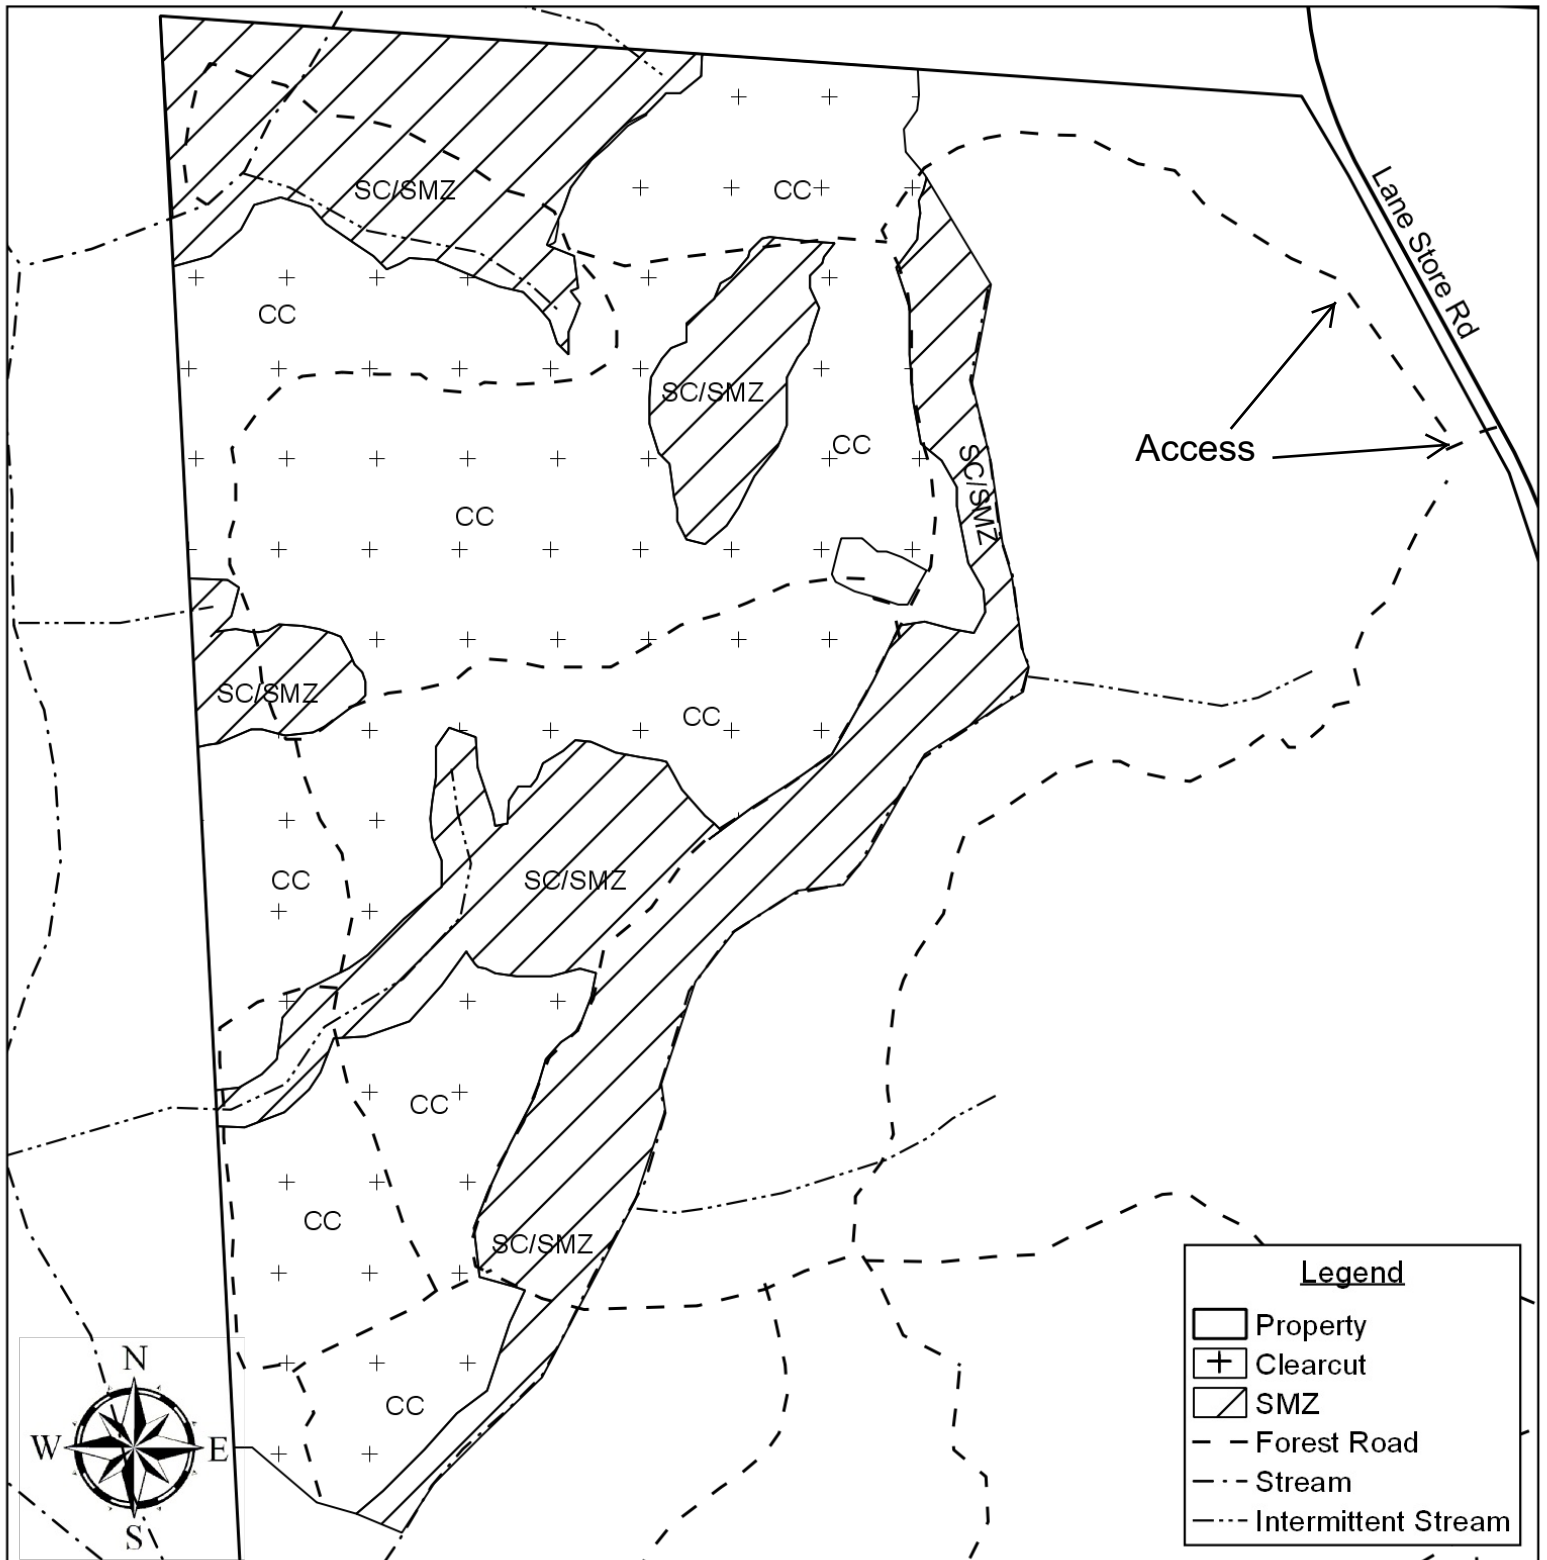 SC/SMZ
CC
Lane Store Rd
CC
SC/SMZ
CC
Access
SC/SMZ
CC
SC/SMZ
CC
CC
SC/SMZ
CC
CC
SC/SMZ
CC
Legend
Property
Clearcut
SMZ
Forest Road
Stream
Intermittent Stream
N
W
E
S